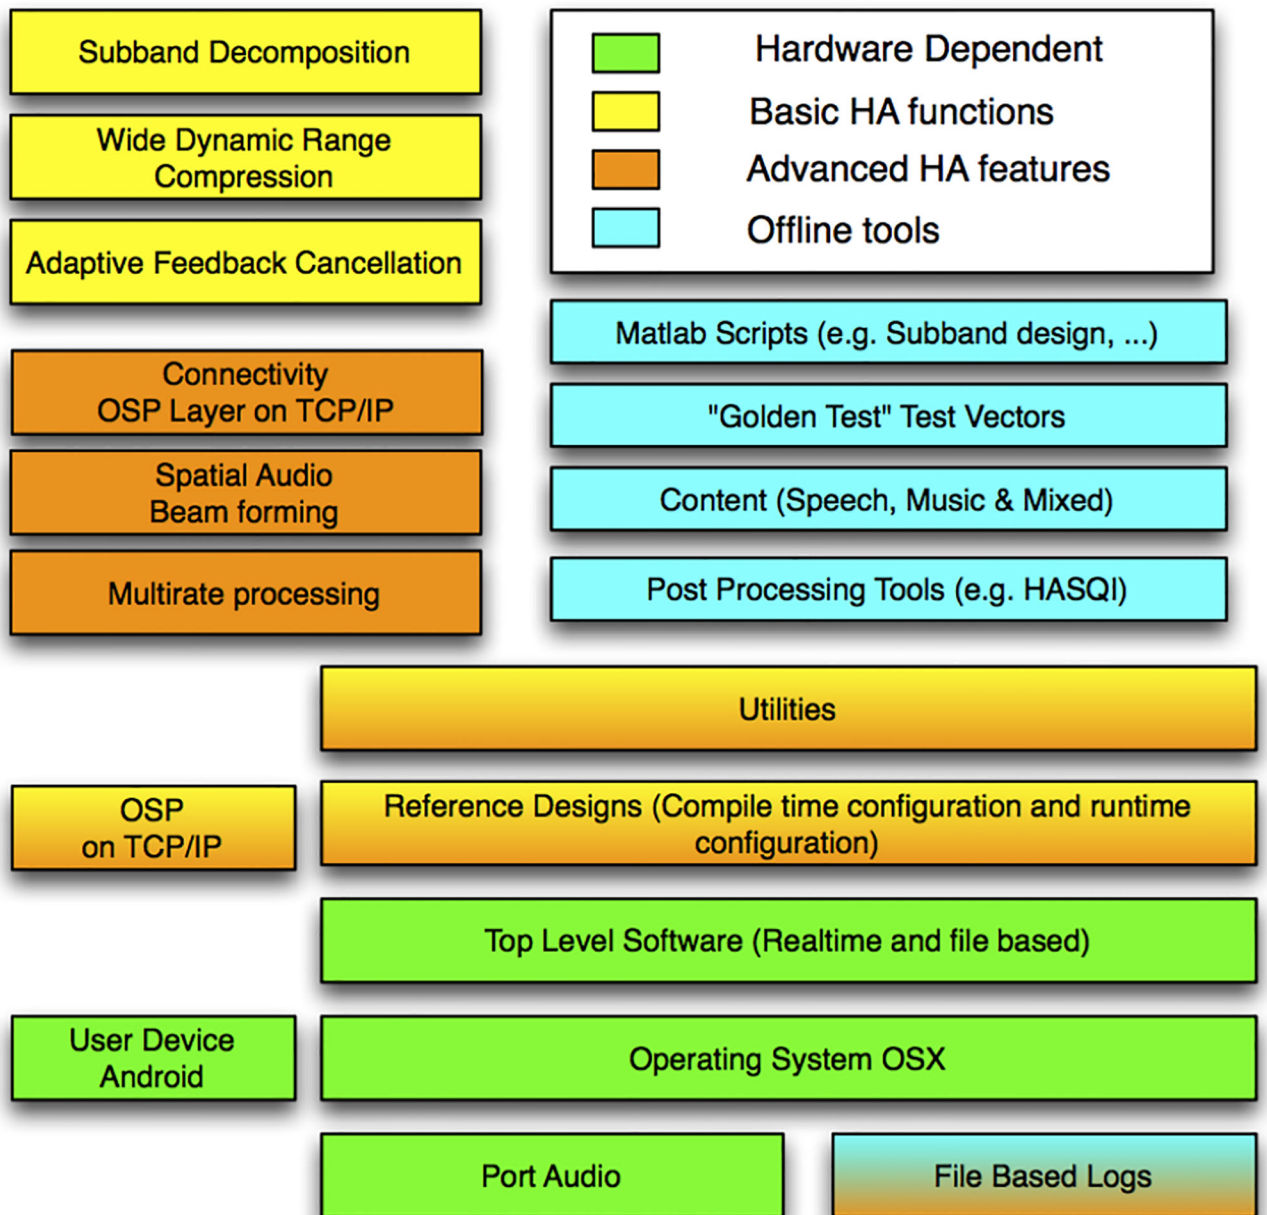 Subband Decomposition
Wide Dynamic Range
Compression
Adaptive Feedback Cancellation
Connectivity
OSP Layer on TCP/IP
Spatial Audio
Beam forming
Multirate processing
Hardware Dependent
Basic HA functions
Advanced HA features
Offline tools
Matlab Scripts (e.g. Subband design, ...)
"Golden Test" Test Vectors
Content (Speech, Music & Mixed)
Post Processing Tools (e.g. HASQI)
Utilities
OSP
on TCP/IP
Reference Designs (Compile time configuration and runtime
configuration)
Top Level Software (Realtime and file based)
User Device
Android
Operating System OSX
Port Audio
File Based Logs